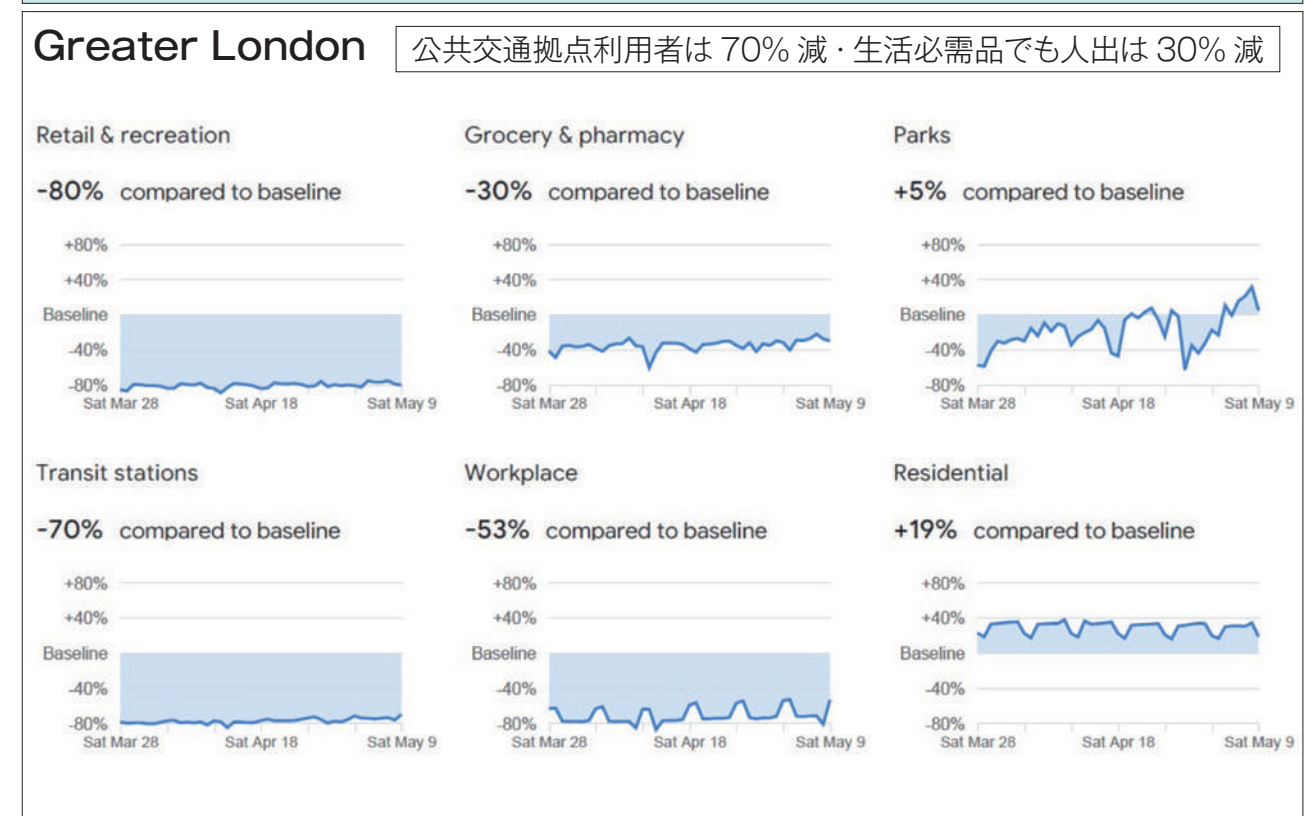 Greater London
公共交通拠点利用者は 70% 減・生活必需品でも人出は 30% 減
Retail & recreation
-80% compared to baseline
+80%
+40%
Baseline
-40%
-80%
Sat Mar 28 Sat Apr 18 Sat May 9
Grocery & pharmacy
-30% compared to baseline
+80%
+40%
Baseline
-40%
-80%
Sat Mar 28 Sat Apr 18 Sat May 9
Parks
+5% compared to baseline
+80%
+40%
Baseline
-40%
-80%
Sat Mar 28 Sat Apr 18 Sat May 9
Transit stations
-70% compared to baseline
+80%
+40%
Baseline
-40%
-80%
Sat Mar 28 Sat Apr 18 Sat May 9
Workplace
-53% compared to baseline
+80%
+40%
Baseline
-40%
-80%
Sat Mar 28 Sat Apr 18 Sat May 9
Residential
+19% compared to baseline
+80%
+40%
Baseline
-40%
-80%
Sat Mar 28 Sat Apr 18 Sat May 9